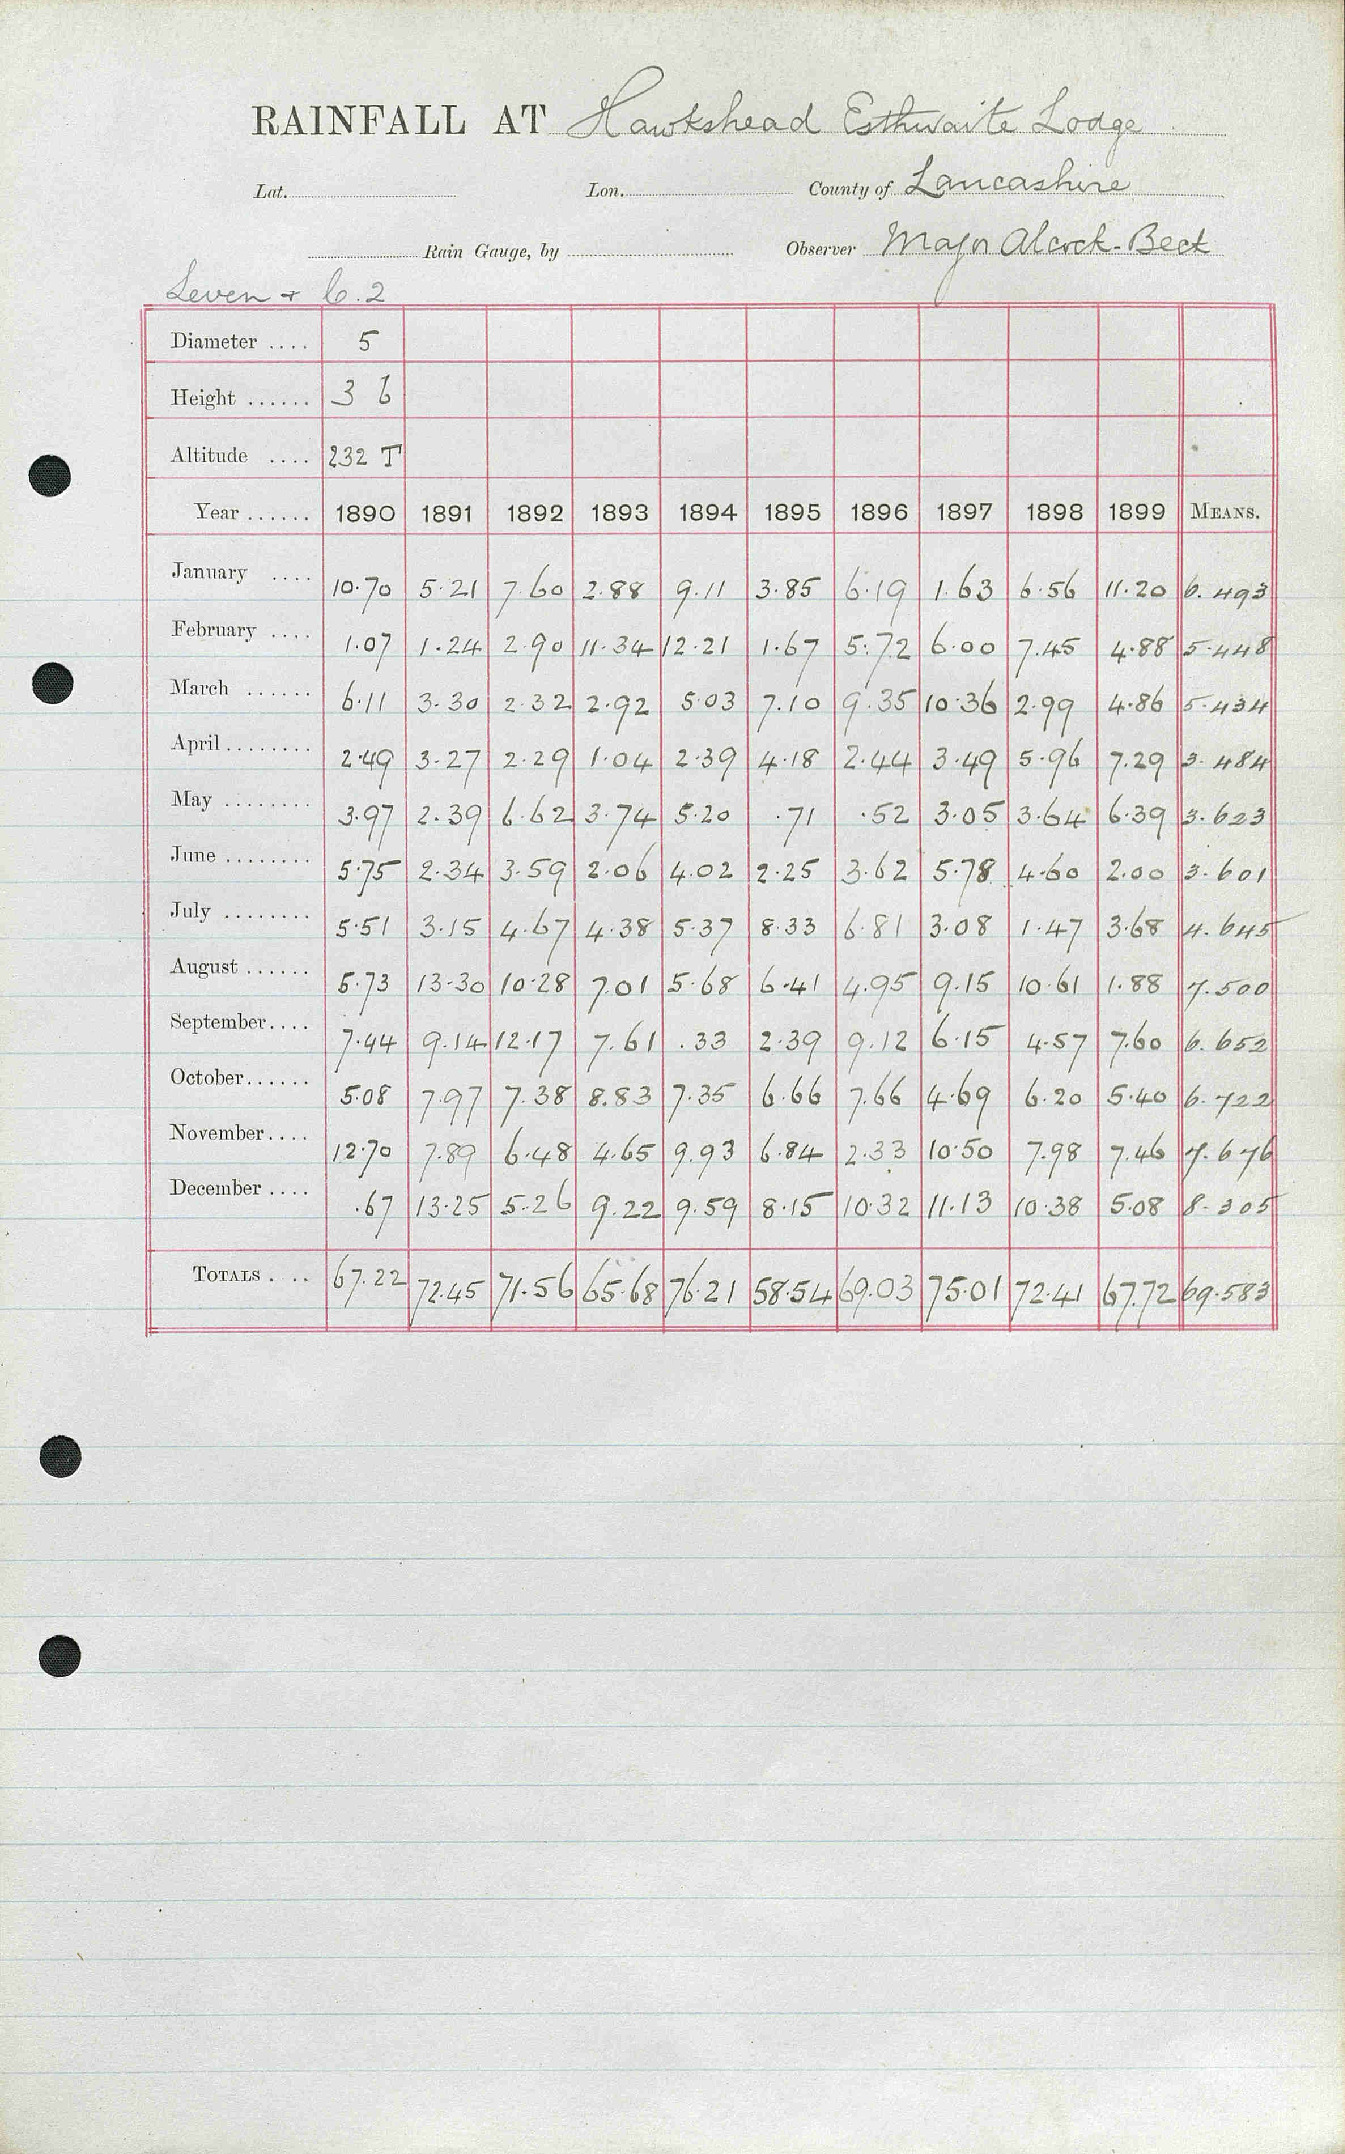 RAINFALL AT Hawkshead Esthwaite Lodge
Lat. Lon. County of Lancashire
Rain Gauge, by Observer Major Alcock-Beck
Leven + C.2
Diameter .... 5
Height ...... 3 6
Altitude .... 232 T
Year ...... 1890 1891 1892 1893 1894 1895 1896 1897 1898 1899 MEANS.
January .... 10.70 5.21 7.60 2.88 9.11 3.85 6.19 1.63 6.56 11.20 6.493
February .... 1.07 1.24 2.90 11.34 12.21 1.67 5.72 6.00 7.45 4.88 5.448
March ...... 6.11 3.30 2.32 2.92 5.03 7.10 9.35 10.36 2.99 4.86 5.434
April ........ 2.49 3.27 2.29 1.04 2.39 4.18 2.44 3.49 5.96 7.29 3.484
May ........ 3.97 2.39 6.62 3.74 5.20 .71 .52 3.05 3.64 6.39 3.623
June ........ 5.75 2.34 3.59 2.06 4.02 2.25 3.62 5.78 4.60 2.00 3.601
July ........ 5.51 3.15 4.67 4.38 5.37 8.33 6.81 3.08 1.47 3.68 4.645
August ...... 5.73 13.30 10.28 7.01 5.68 6.41 4.95 9.15 10.61 1.88 7.500
September.... 7.44 9.14 12.17 7.61 .33 2.39 9.12 6.15 4.57 7.60 6.652
October...... 5.08 7.97 7.38 8.83 7.35 6.66 7.66 4.69 6.20 5.40 6.722
November.... 12.70 7.89 6.48 4.65 9.93 6.84 2.33 10.50 7.98 7.46 7.676
December .... .67 13.25 5.26 9.22 9.59 8.15 10.32 11.13 10.38 5.08 8.305
TOTALS . .. 67.22 72.45 71.56 65.68 76.21 58.54 69.03 75.01 72.41 67.72 69.583